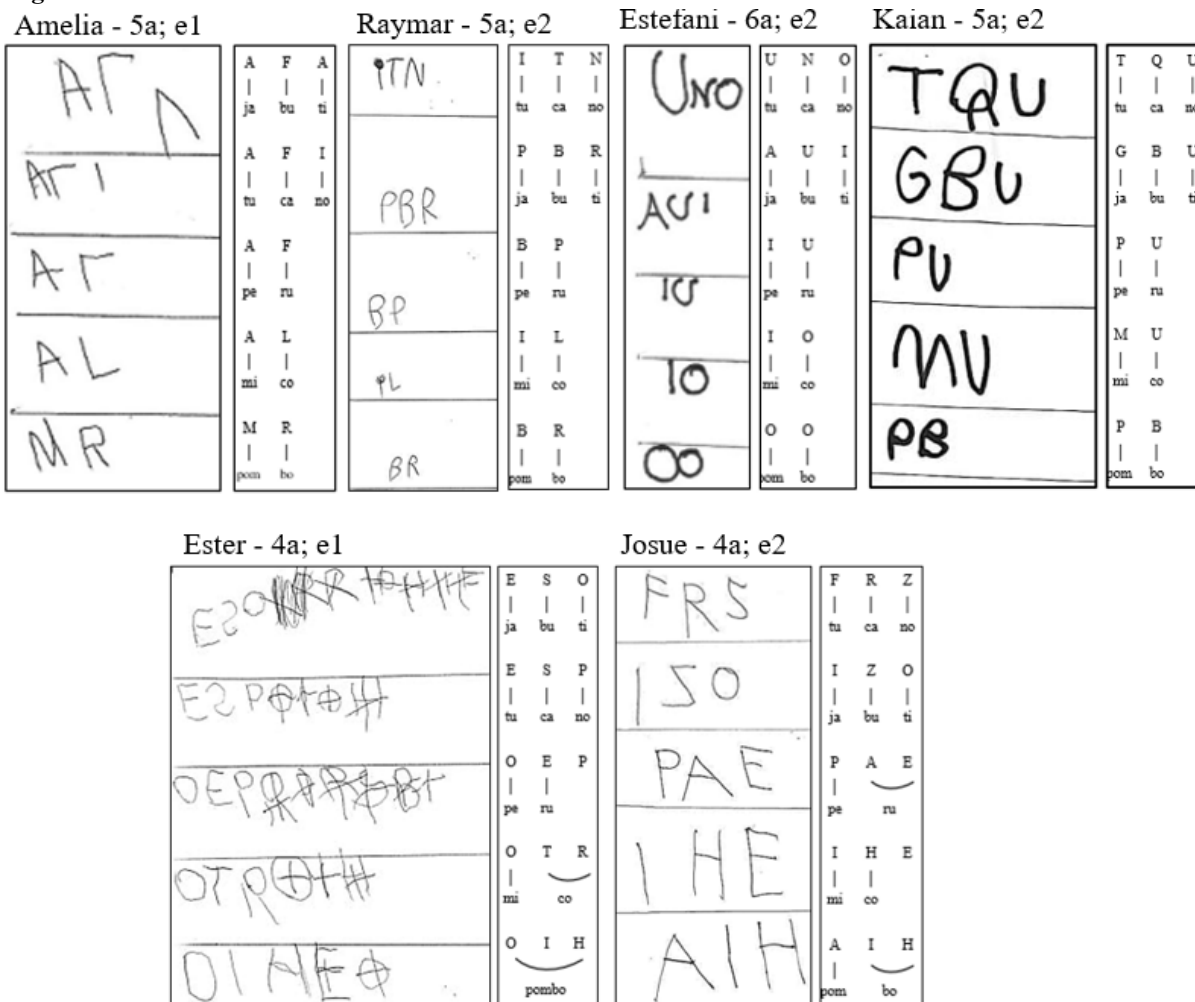 Amelia - 5a; e1
AΓ Λ
AΓ I
AΓ
AL
MR
A F A
ja bu ti
A F I
tu ca no
A F
pe ru
A L
mi co
M R
pom bo
Raymar - 5a; e2
ITN
PBR
BP
PL
BR
I T N
tu ca no
P B R
ja bu ti
B P
pe ru
I L
mi co
B R
pom bo
Estefani - 6a; e2
UNO
AUI
IU
IO
OO
U N O
tu ca no
A U I
ja bu ti
I U
pe ru
I O
mi co
O O
pom bo
Kaian - 5a; e2
TQU
GBU
PU
MU
PB
T Q U
tu ca no
G B U
ja bu ti
P U
pe ru
M U
mi co
P B
pom bo
Ester - 4a; e1
ESO
ESP
OEP
OTR
OIH
E S O
ja bu ti
E S P
tu ca no
O E P
pe ru
O T R
mi co
O I H
pombo
Josue - 4a; e2
FRS
ISO
PAE
IHE
AIH
F R Z
tu ca no
I Z O
ja bu ti
P A E
pe ru
I H E
mi co
A I H
pom bo